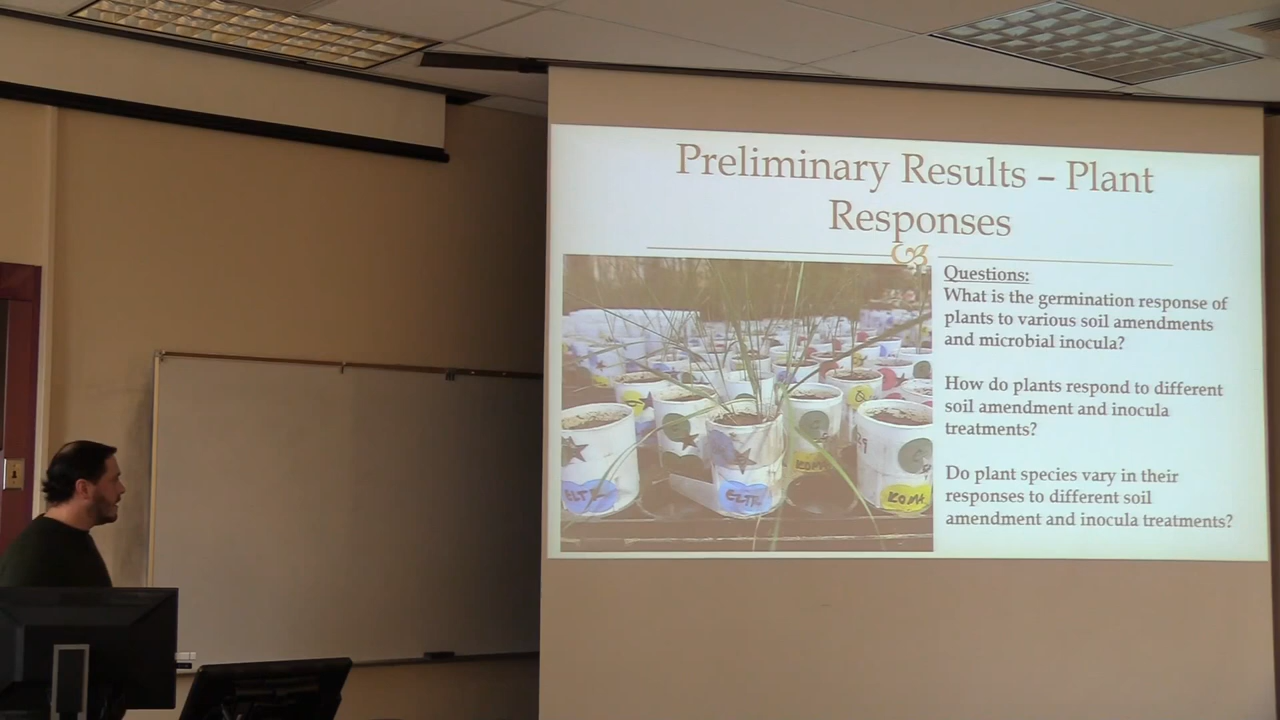 Preliminary Results – Plant
Responses
Questions:
What is the germination response of
plants to various soil amendments
and microbial inocula?
How do plants respond to different
soil amendment and inocula
treatments?
Do plant species vary in their
responses to different soil
amendment and inocula treatments?
ELTR
KOMA